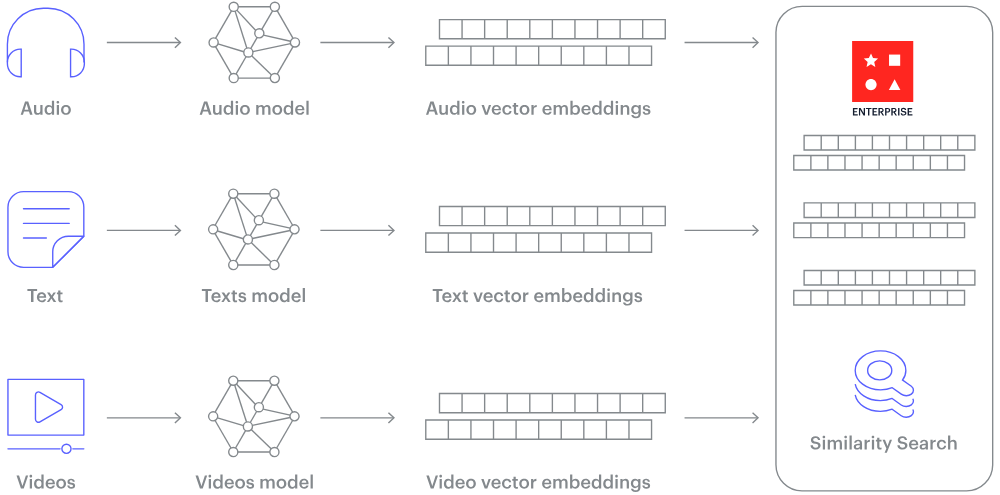 Audio
Audio model
Audio vector embeddings
ENTERPRISE
Text
Texts model
Text vector embeddings
Videos
Videos model
Video vector embeddings
Similarity Search